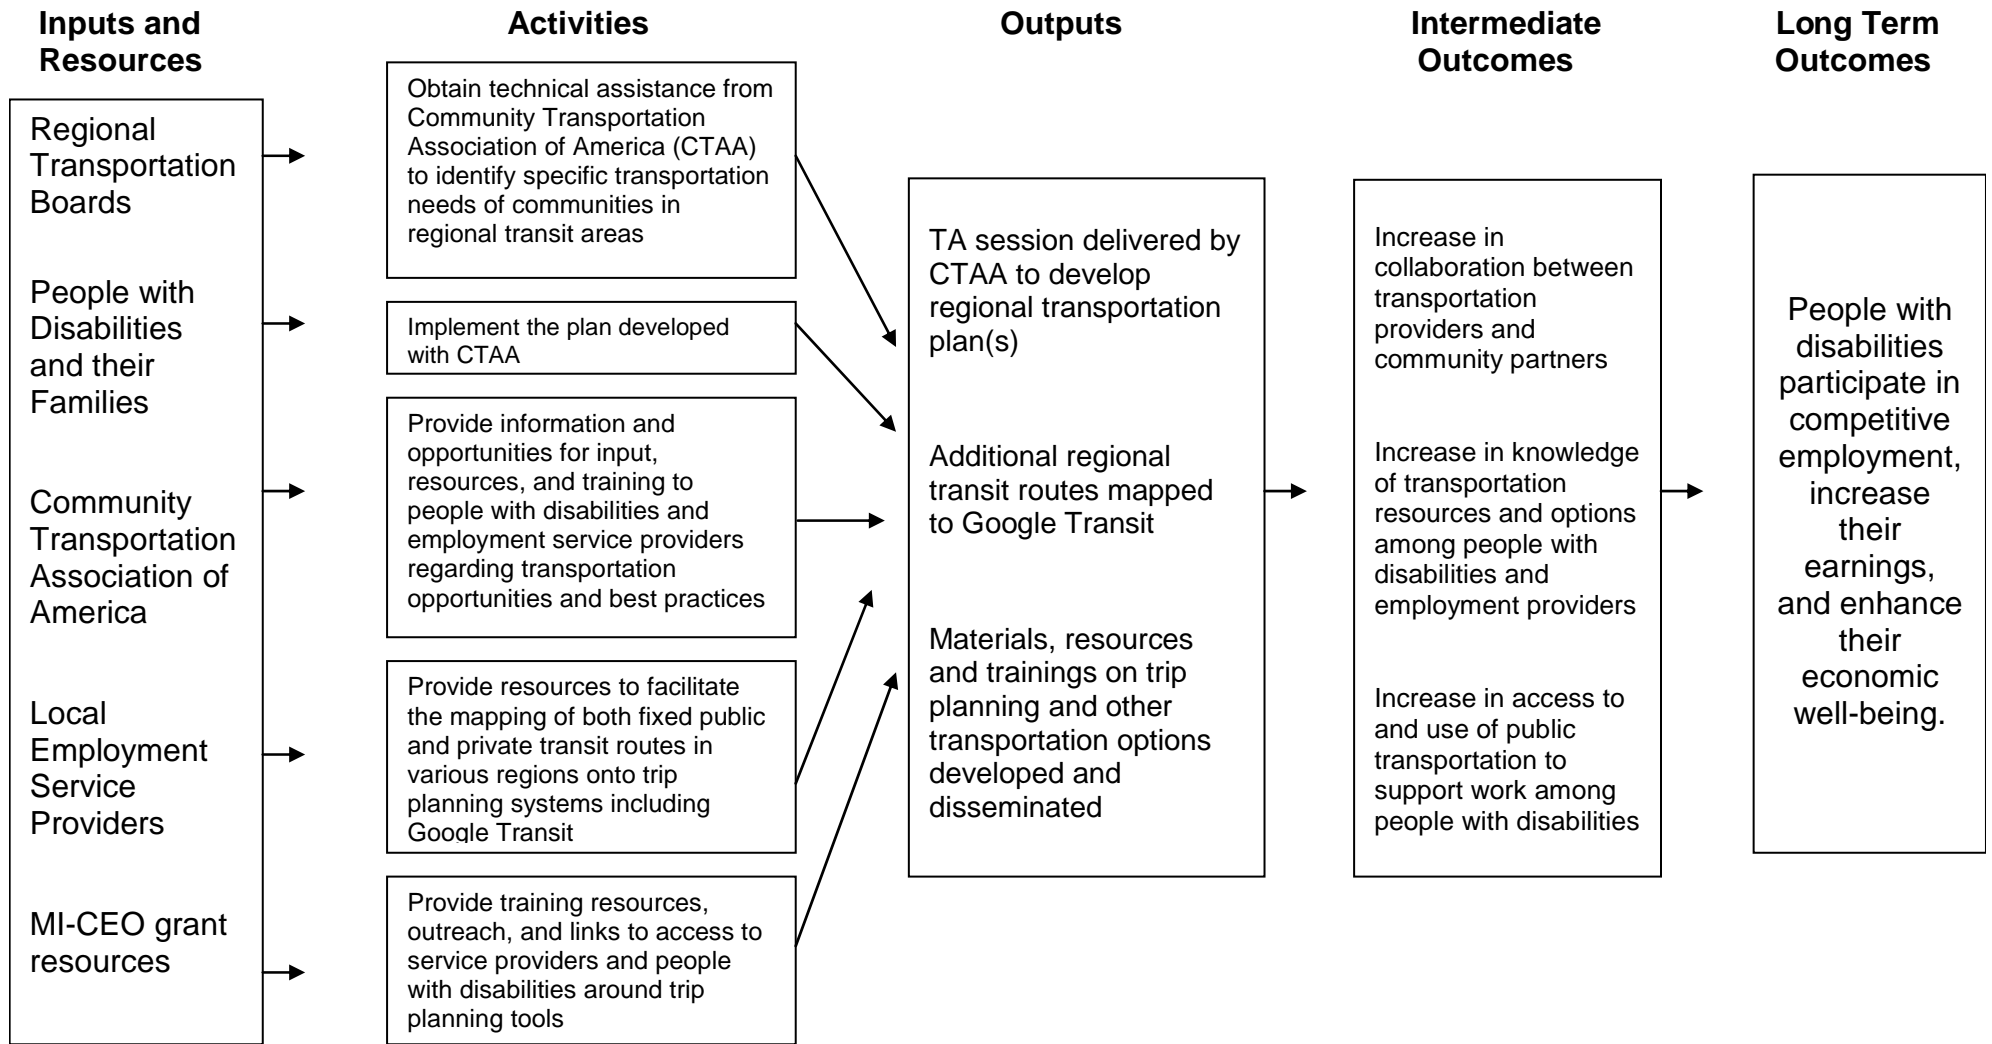 Inputs and
Resources
Activities
Outputs
Intermediate
Outcomes
Long Term
Outcomes
Regional
Transportation
Boards
People with
Disabilities
and their
Families
Community
Transportation
Association of
America
Local
Employment
Service
Providers
MI-CEO grant
resources
Obtain technical assistance from
Community Transportation
Association of America (CTAA)
to identify specific transportation
needs of communities in
regional transit areas
Implement the plan developed
with CTAA
Provide information and
opportunities for input,
resources, and training to
people with disabilities and
employment service providers
regarding transportation
opportunities and best practices
Provide resources to facilitate
the mapping of both fixed public
and private transit routes in
various regions onto trip
planning systems including
Google Transit
Provide training resources,
outreach, and links to access to
service providers and people
with disabilities around trip
planning tools
TA session delivered by
CTAA to develop
regional transportation
plan(s)
Additional regional
transit routes mapped
to Google Transit
Materials, resources
and trainings on trip
planning and other
transportation options
developed and
disseminated
Increase in
collaboration between
transportation
providers and
community partners
Increase in knowledge
of transportation
resources and options
among people with
disabilities and
employment providers
Increase in access to
and use of public
transportation to
support work among
people with disabilities
People with
disabilities
participate in
competitive
employment,
increase
their
earnings,
and enhance
their
economic
well-being.